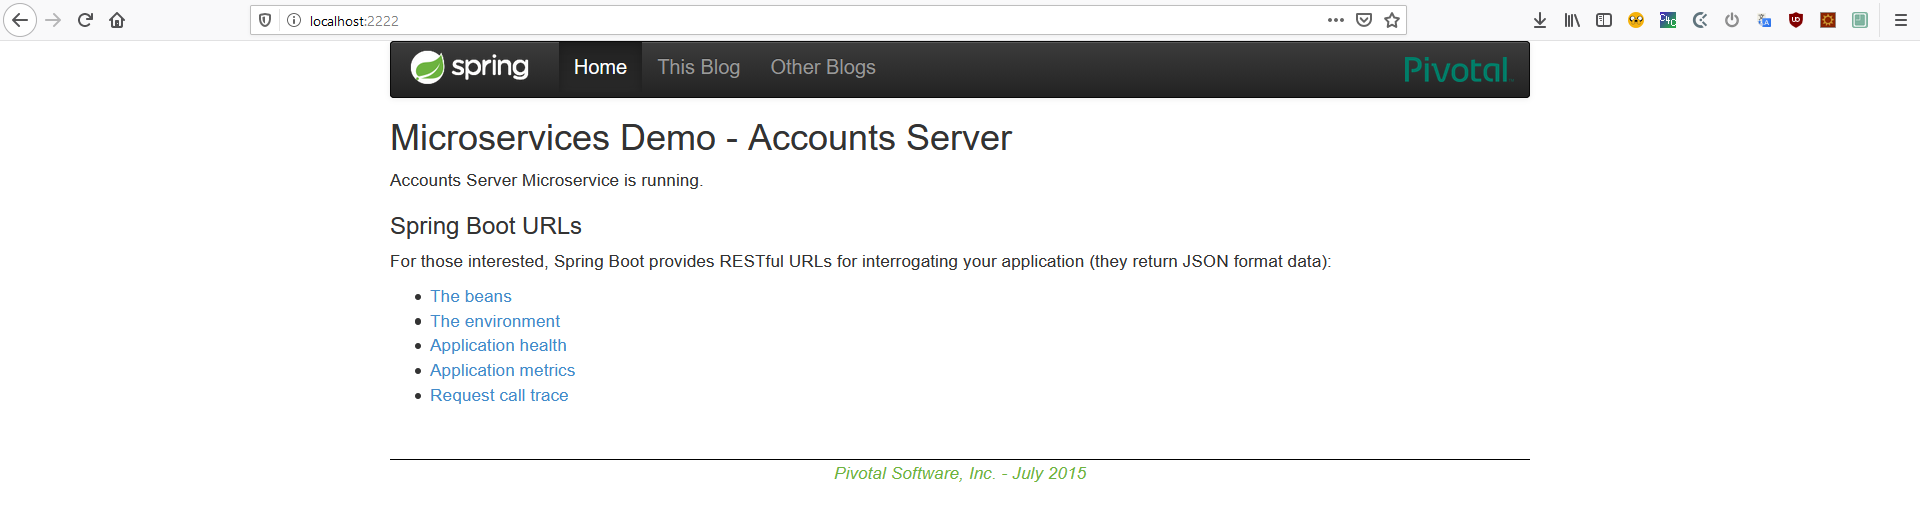 localhost:2222
spring Home This Blog Other Blogs Pivotal
Microservices Demo - Accounts Server
Accounts Server Microservice is running.
Spring Boot URLs
For those interested, Spring Boot provides RESTful URLs for interrogating your application (they return JSON format data):
The beans
The environment
Application health
Application metrics
Request call trace
Pivotal Software, Inc. - July 2015